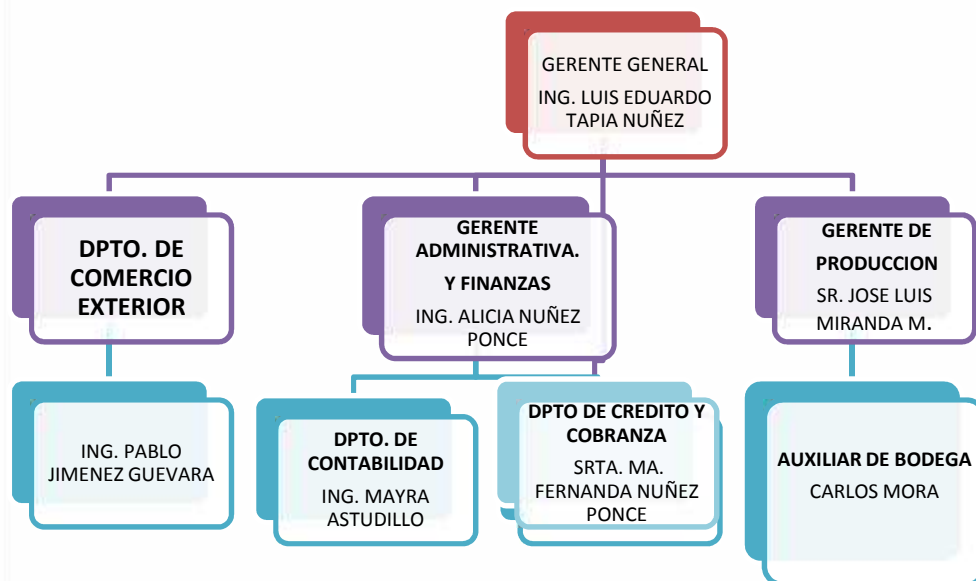 GERENTE GENERAL
ING. LUIS EDUARDO
TAPIA NUÑEZ
DPTO. DE
COMERCIO
EXTERIOR
GERENTE
ADMINISTRATIVA.
Y FINANZAS
ING. ALICIA NUÑEZ
PONCE
GERENTE DE
PRODUCCION
SR. JOSE LUIS
MIRANDA M.
ING. PABLO
JIMENEZ GUEVARA
DPTO. DE
CONTABILIDAD
ING. MAYRA
ASTUDILLO
DPTO DE CREDITO Y
COBRANZA
SRTA. MA.
FERNANDA NUÑEZ
PONCE
AUXILIAR DE BODEGA
CARLOS MORA